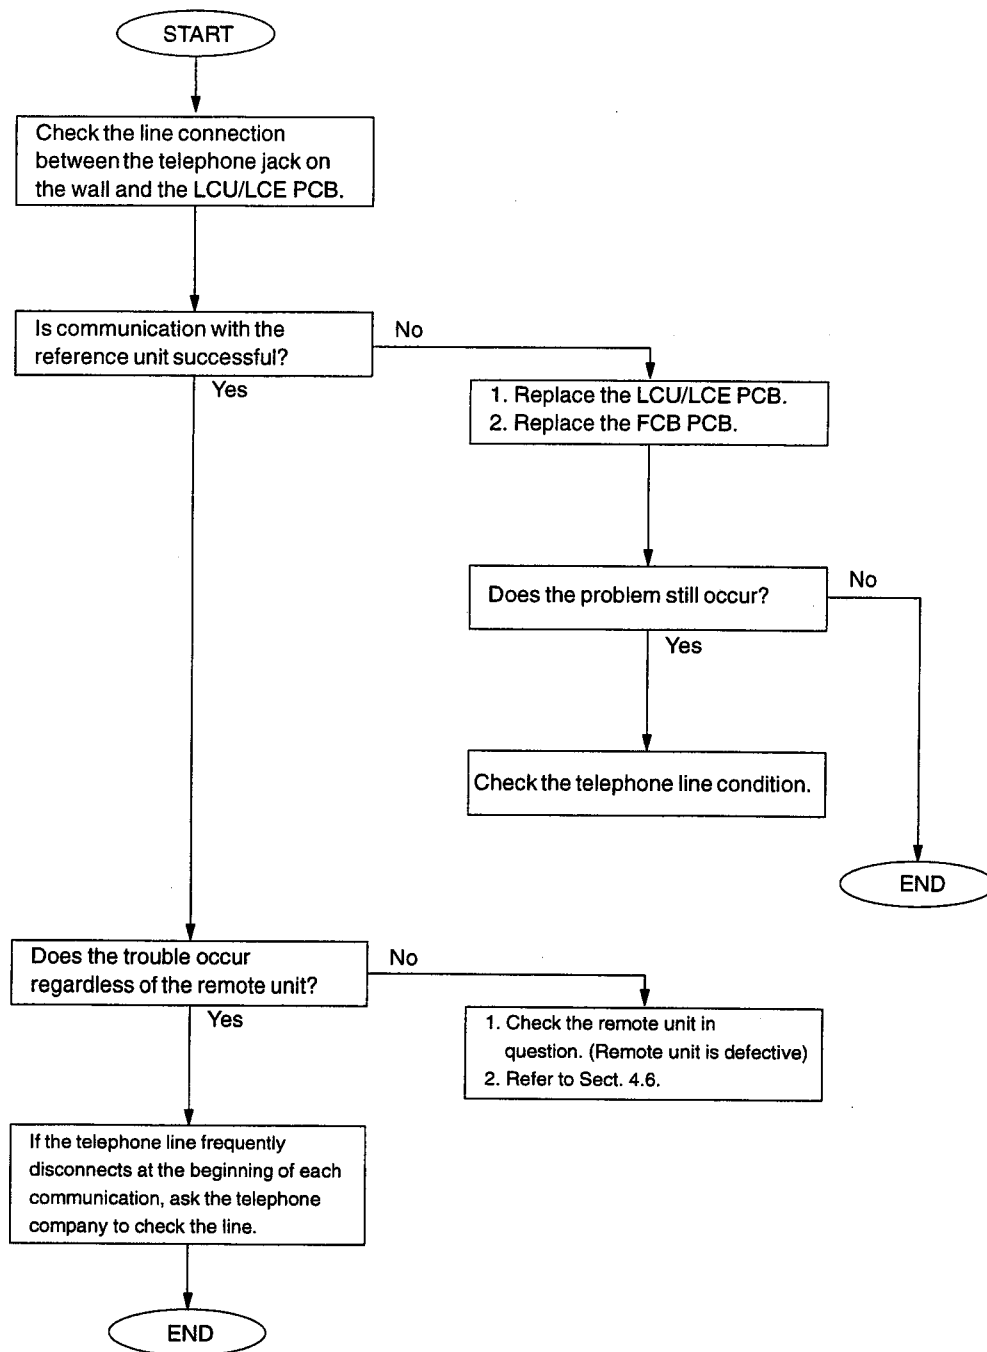 START
Check the line connection
between the telephone jack on
the wall and the LCU/LCE PCB.
Is communication with the
reference unit successful?
No
Yes
1. Replace the LCU/LCE PCB.
2. Replace the FCB PCB.
Does the problem still occur?
No
Yes
Check the telephone line condition.
END
Does the trouble occur
regardless of the remote unit?
No
Yes
1. Check the remote unit in
question. (Remote unit is defective)
2. Refer to Sect. 4.6.
If the telephone line frequently
disconnects at the beginning of each
communication, ask the telephone
company to check the line.
END